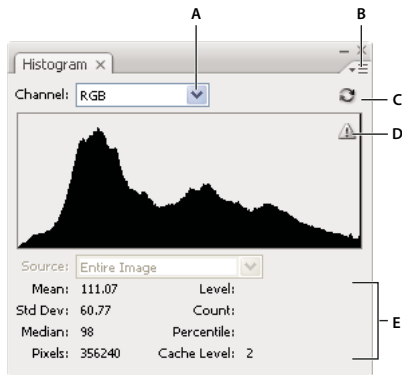 A
B
Histogram ×
Channel: RGB
C
D
Source: Entire Image
Mean: 111.07 Level:
Std Dev: 60.77 Count:
E
Median: 98 Percentile:
Pixels: 356240 Cache Level: 2